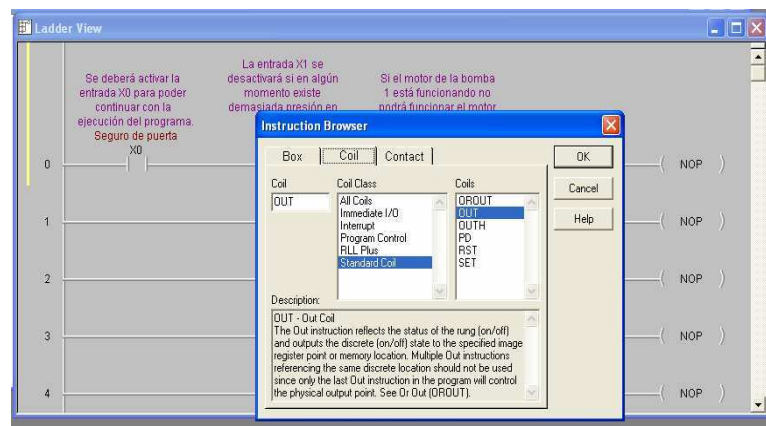 Ladder View
Se deberá activar la
entrada X0 para poder
continuar con la
ejecución del programa.
Seguro de puerta
X0
La entrada X1 se
desactivará si en algún
momento existe
demasiada presión en
Si el motor de la bomba
1 está funcionando no
podrá funcionar el motor
0
NOP
1
NOP
2
NOP
3
NOP
4
NOP
Instruction Browser
Box
Coil
Contact
OK
Cancel
Help
Coil
OUT
Coil Class
All Coils
Immediate I/O
Interrupt
Program Control
RLL Plus
Standard Coil
Coils
OROUT
OUT
OUTH
PD
RST
SET
Description:
OUT - Out Coil
The Out instruction reflects the status of the rung (on/off)
and outputs the discrete (on/off) state to the specified image
register point or memory location. Multiple Out instructions
referencing the same discrete location should not be used
since only the last Out instruction in the program will control
the physical output point. See Or Out (OROUT).